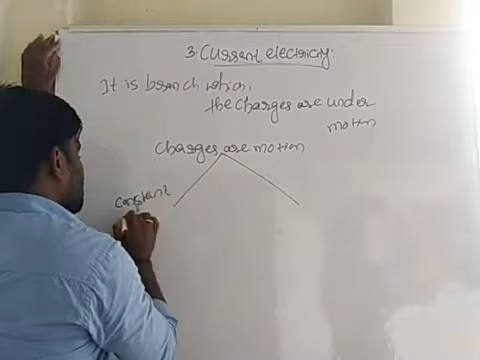 3. Current electricity:
It is branch which,
the charges are under
motion
charges are motion
constant